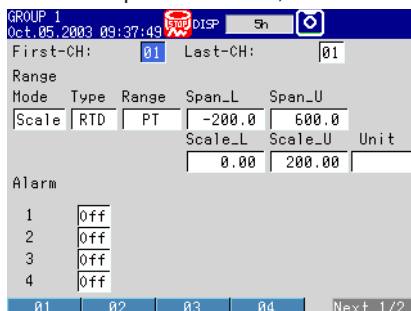 GROUP 1
Oct.05.2003 09:37:49 STOP DISP 5h
First-CH: 01 Last-CH: 01
Range
Mode Type Range Span_L Span_U
Scale RTD PT -200.0 600.0
Scale_L Scale_U Unit
0.00 200.00
Alarm
1 Off
2 Off
3 Off
4 Off
01 02 03 04 Next 1/2